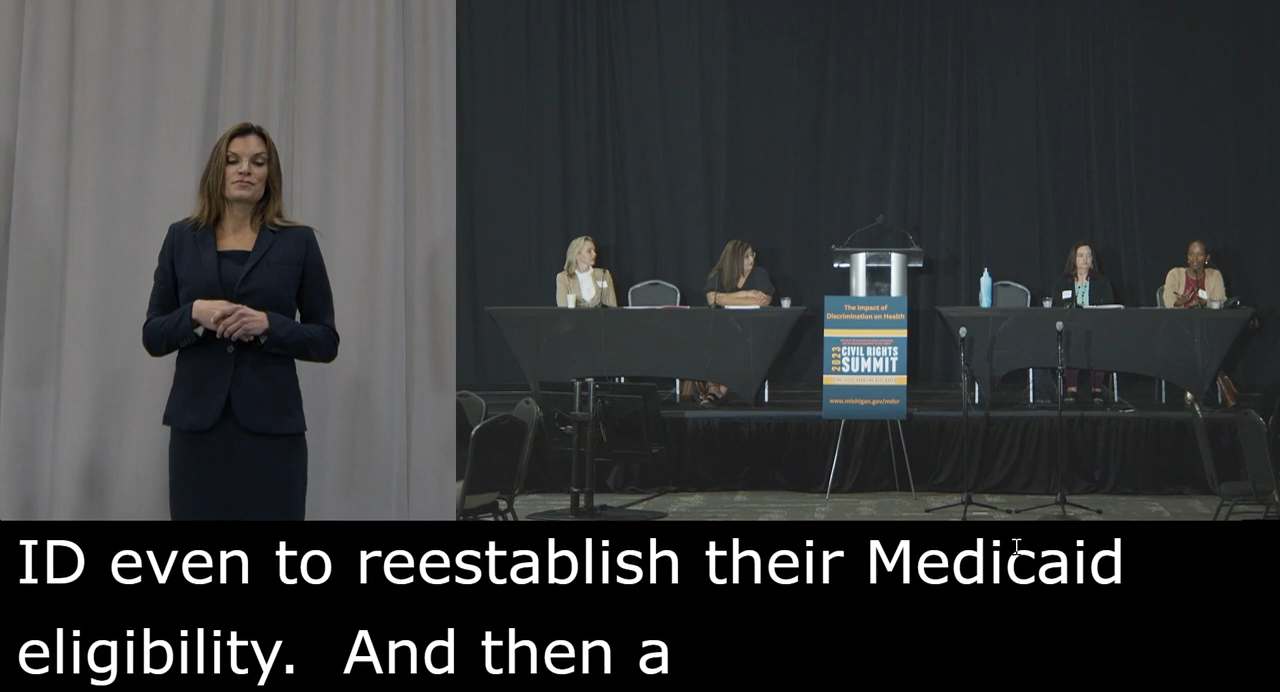 The Impact of
Discrimination on Health
2023
CIVIL RIGHTS
SUMMIT
www.michigan.gov/mdcr
ID even to reestablish their Medicaid
eligibility.  And then a